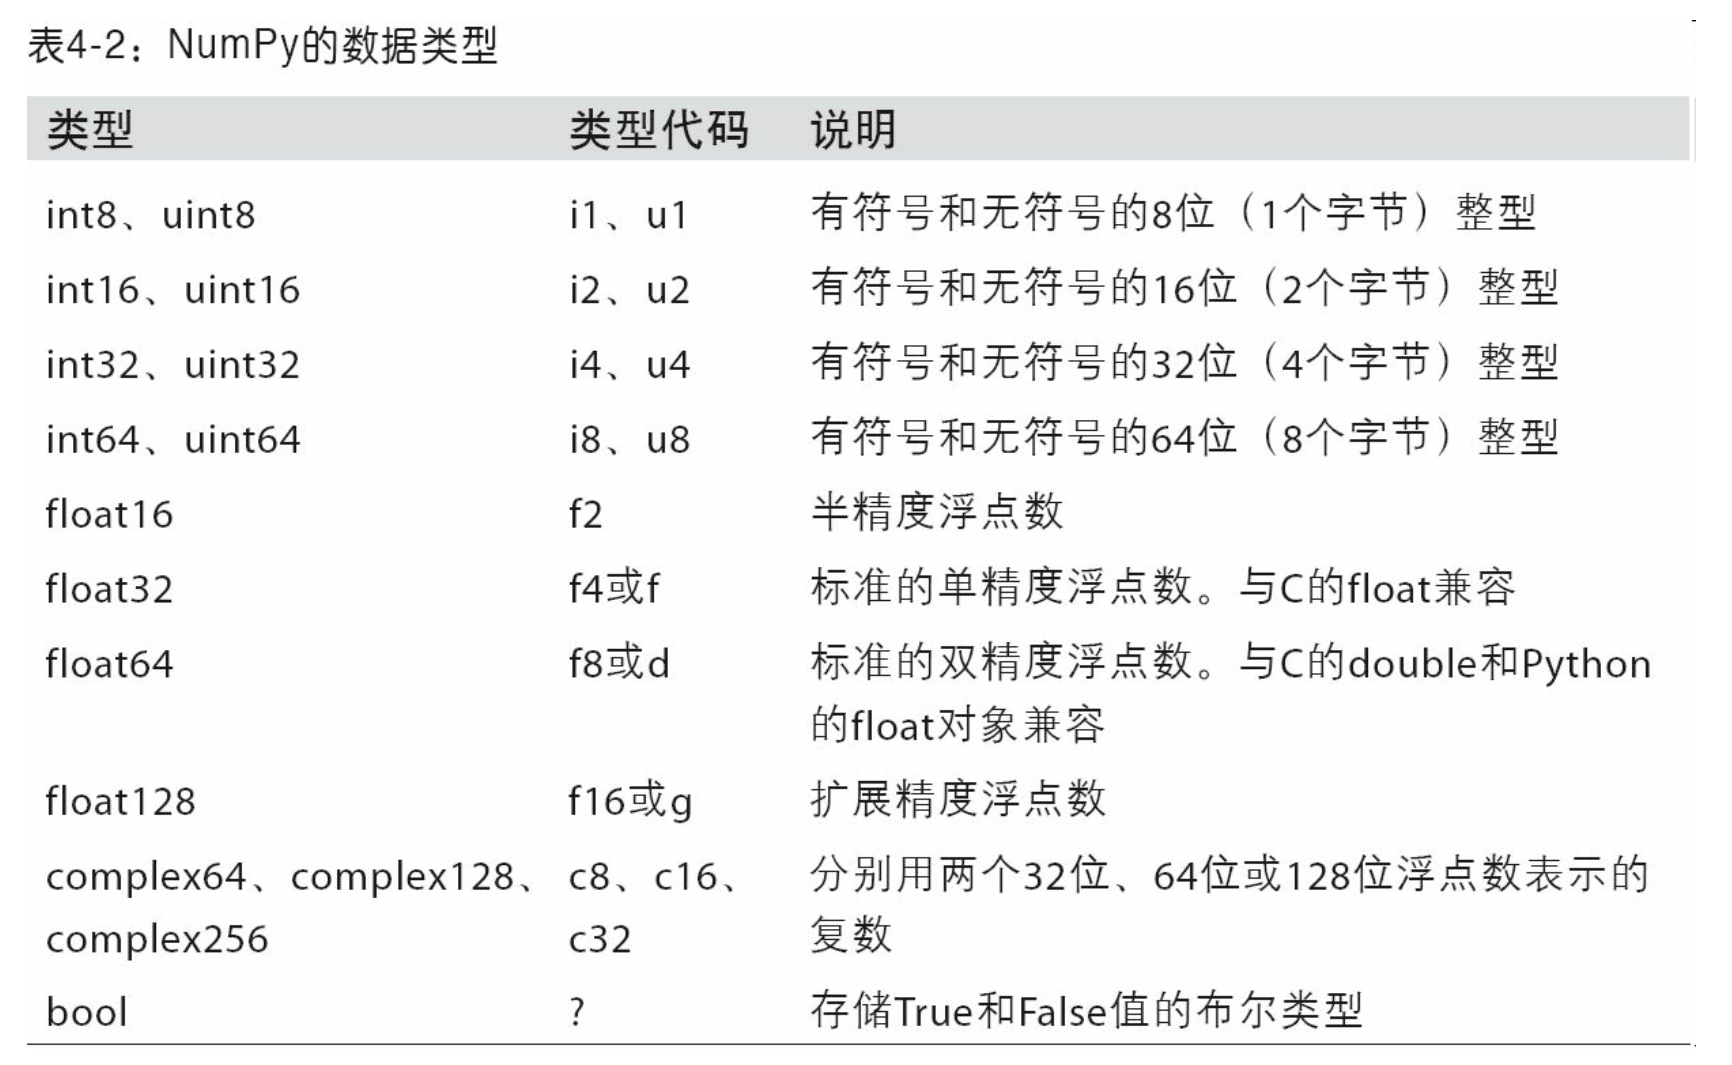 表4-2：NumPy的数据类型
类型 类型代码 说明
int8、uint8 i1、u1 有符号和无符号的8位（1个字节）整型
int16、uint16 i2、u2 有符号和无符号的16位（2个字节）整型
int32、uint32 i4、u4 有符号和无符号的32位（4个字节）整型
int64、uint64 i8、u8 有符号和无符号的64位（8个字节）整型
float16 f2 半精度浮点数
float32 f4或f 标准的单精度浮点数。与C的float兼容
float64 f8或d 标准的双精度浮点数。与C的double和Python
的float对象兼容
float128 f16或g 扩展精度浮点数
complex64、complex128、 c8、c16、 分别用两个32位、64位或128位浮点数表示的
complex256 c32 复数
bool ? 存储True和False值的布尔类型